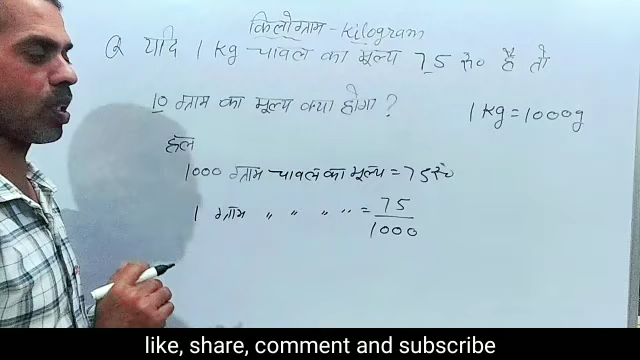 किलोग्राम - Kilogram
Q यदि 1 Kg चावल का मूल्य 75 रु० है तो
10 ग्राम का मूल्य क्या होगा ?
1 Kg = 1000g
हल
1000 ग्राम चावल का मूल्य = 75 रु०
1 ग्राम " " " " = 75
1000
like, share, comment and subscribe